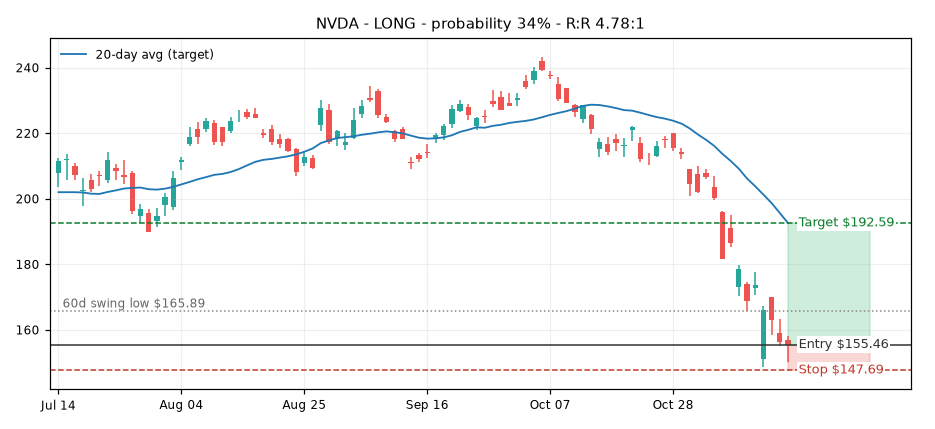 NVDA - LONG - probability 34% - R:R 4.78:1
20-day avg (target)
240
220
200
180
160
Target $192.59
60d swing low $165.89
Entry $155.46
Stop $147.69
Jul 14
Aug 04
Aug 25
Sep 16
Oct 07
Oct 28